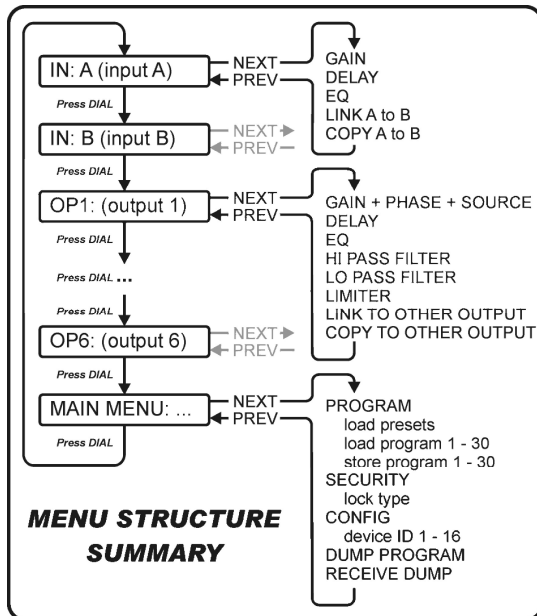 IN: A (input A)
NEXT
PREV
GAIN
DELAY
EQ
LINK A to B
COPY A to B
Press DIAL
IN: B (input B)
NEXT
PREV
Press DIAL
OP1: (output 1)
NEXT
PREV
GAIN + PHASE + SOURCE
DELAY
EQ
HI PASS FILTER
LO PASS FILTER
LIMITER
LINK TO OTHER OUTPUT
COPY TO OTHER OUTPUT
Press DIAL
Press DIAL ...
Press DIAL
OP6: (output 6)
NEXT
PREV
Press DIAL
MAIN MENU: ...
NEXT
PREV
PROGRAM
load presets
load program 1 - 30
store program 1 - 30
SECURITY
lock type
CONFIG
device ID 1 - 16
DUMP PROGRAM
RECEIVE DUMP
Press DIAL
MENU STRUCTURE
SUMMARY